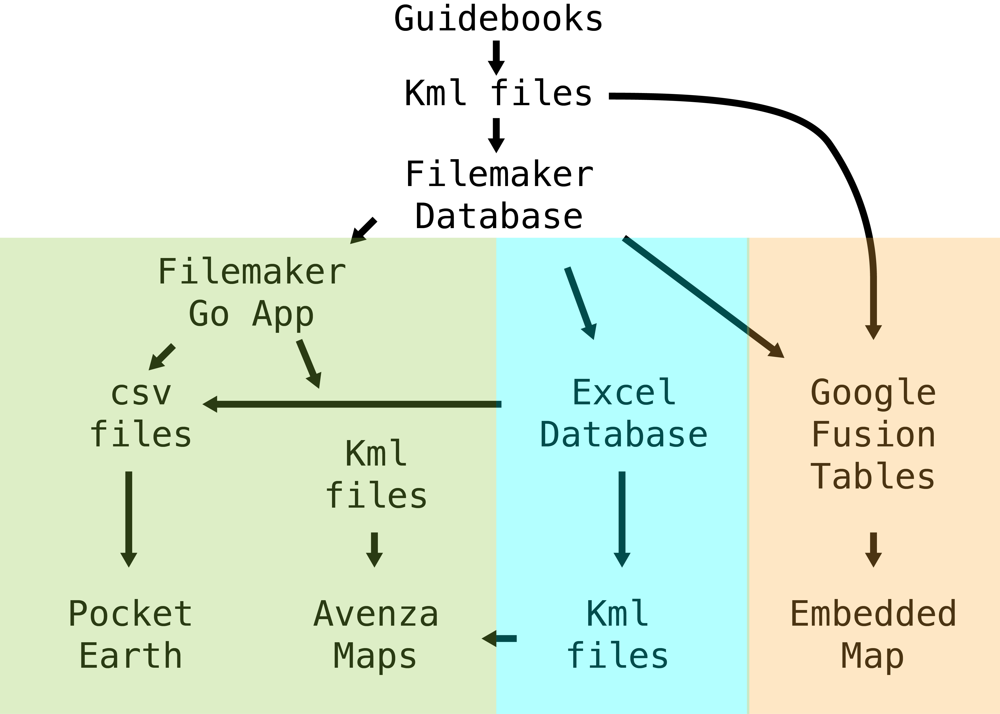 Guidebooks
Kml files
Filemaker
Database
Filemaker
Go App
csv
files
Kml
files
Excel
Database
Google
Fusion
Tables
Pocket
Earth
Avenza
Maps
Kml
files
Embedded
Map